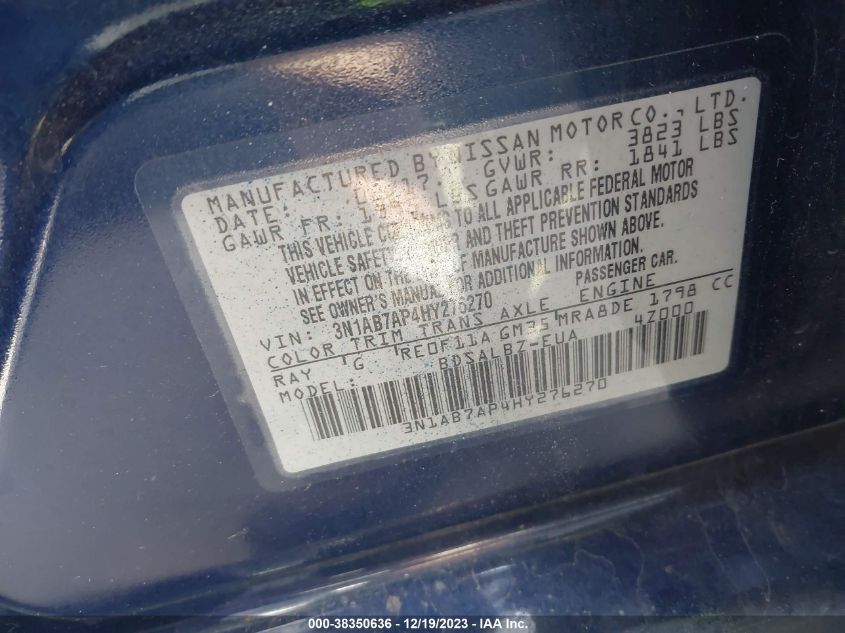 MANUFACTURED BY NISSAN MOTOR CO., LTD.
DATE: GVWR: 3823 LBS
GAWR FR: LBS GAWR RR: 1841 LBS
THIS VEHICLE TO ALL APPLICABLE FEDERAL MOTOR
VEHICLE AND THEFT PREVENTION STANDARDS
IN EFFECT ON THE OF MANUFACTURE SHOWN ABOVE.
SEE OWNER'S MANUAL FOR ADDITIONAL INFORMATION.
VIN: 3N1AB7AP4HY276270 PASSENGER CAR.
COLOR TRIM TRANS AXLE ENGINE
RAY G RE0F11A GM35 MRA8DE 1798 CC
MODEL: BDSALBZ-EUA 4Z000
3N1AB7AP4HY276270
000-38350636 - 12/19/2023 - IAA Inc.